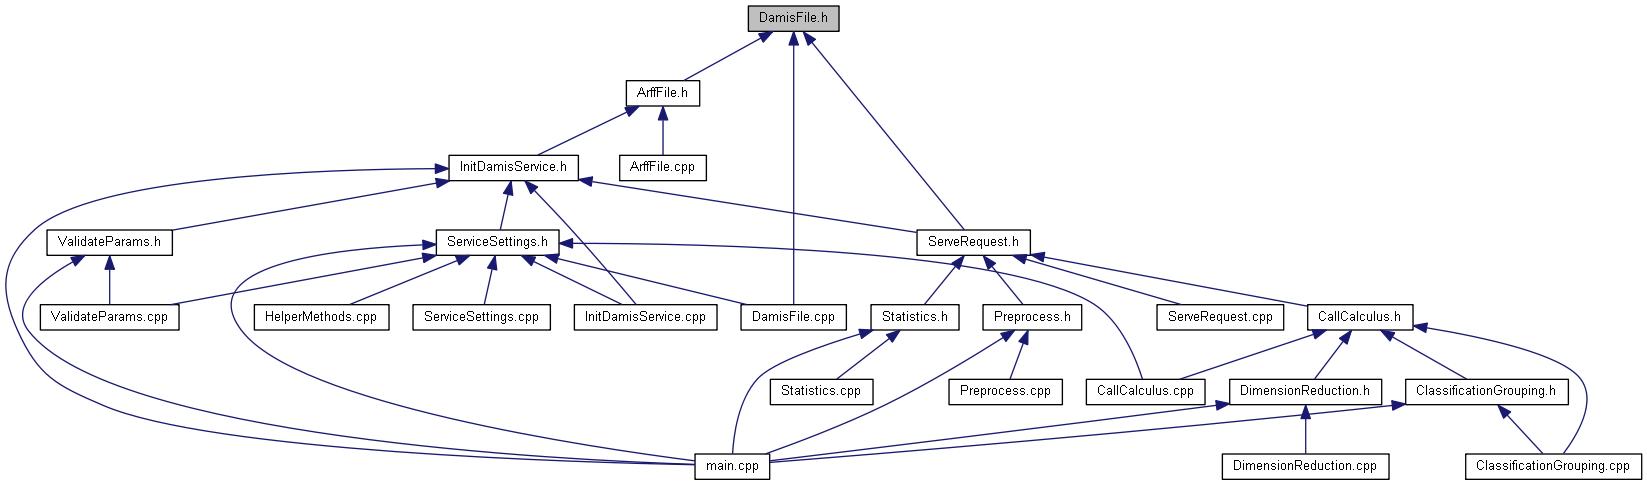 DamisFile.h
ArffFile.h
InitDamisService.h
ArffFile.cpp
ValidateParams.h
ServiceSettings.h
ServeRequest.h
ValidateParams.cpp
HelperMethods.cpp
ServiceSettings.cpp
InitDamisService.cpp
DamisFile.cpp
Statistics.h
Preprocess.h
ServeRequest.cpp
CallCalculus.h
Statistics.cpp
Preprocess.cpp
CallCalculus.cpp
DimensionReduction.h
ClassificationGrouping.h
main.cpp
DimensionReduction.cpp
ClassificationGrouping.cpp